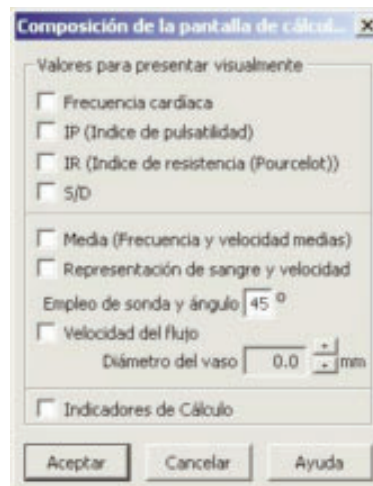 Composición de la pantalla de cálcul...
Valores para presentar visualmente
Frecuencia cardíaca
IP (Indice de pulsatilidad)
IR (Indice de resistencia (Pourcelot))
S/D
Media (Frecuencia y velocidad medias)
Representación de sangre y velocidad
Empleo de sonda y ángulo 45 º
Velocidad del flujo
Diámetro del vaso 0.0 mm
Indicadores de Cálculo
Aceptar Cancelar Ayuda